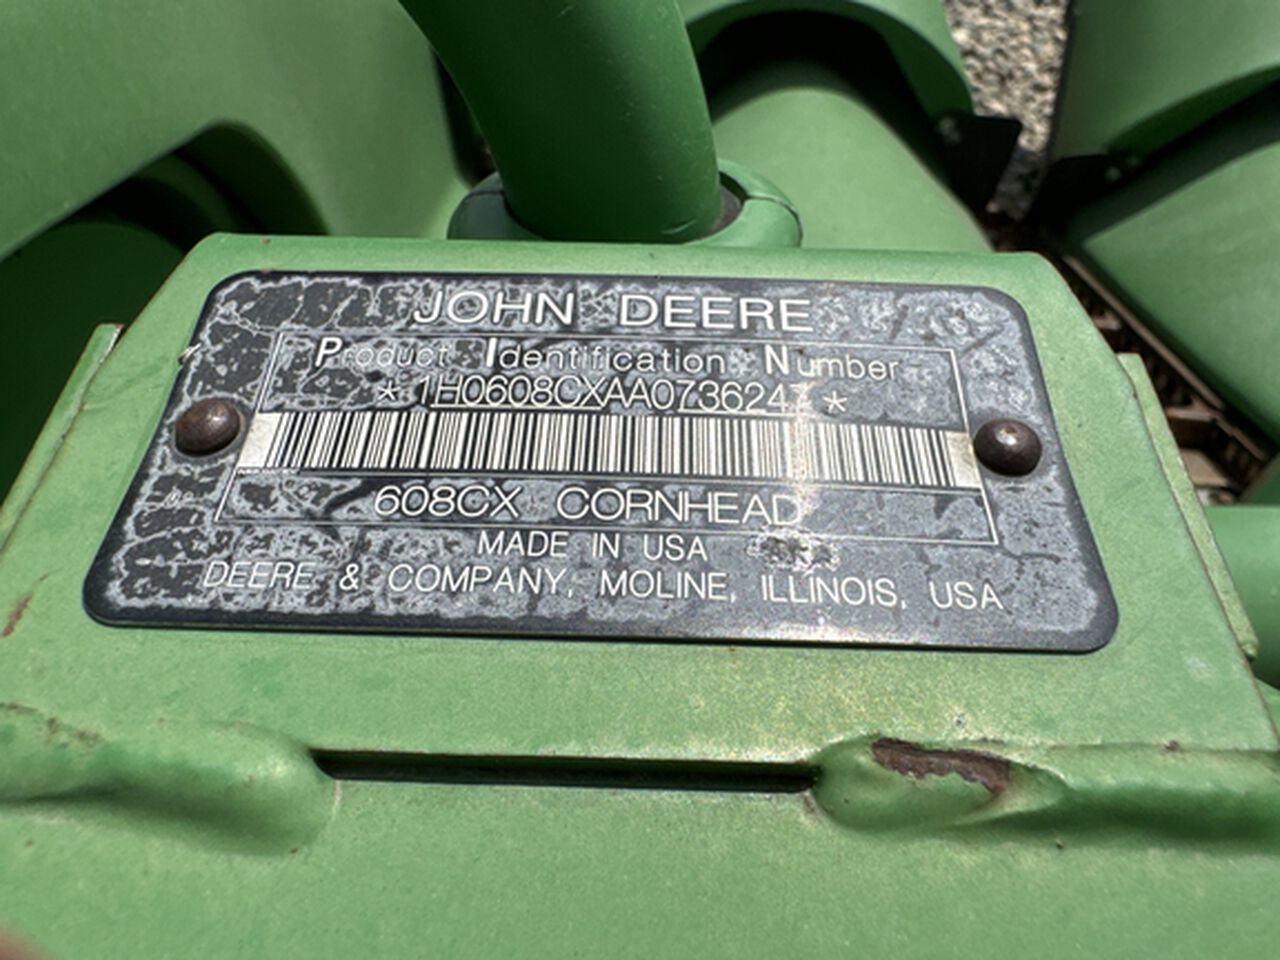 JOHN DEERE
Product Identification Number
*1H0608CXAA0736247*
608CX CORNHEAD
MADE IN USA
DEERE & COMPANY, MOLINE, ILLINOIS, USA